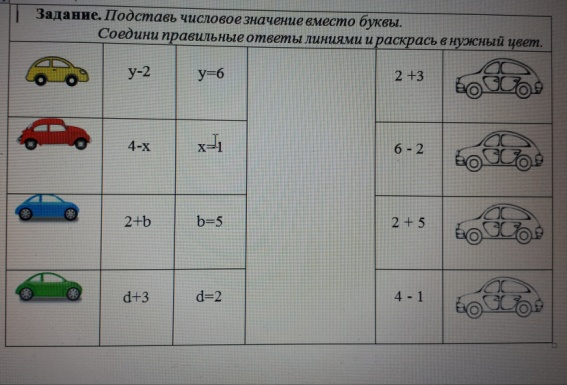 Задание. Подставь числовое значение вместо буквы.
Соедини правильные ответы линиями и раскрась в нужный цвет.
y-2 y=6 2 +3
4-x x=1 6 - 2
2+b b=5 2 + 5
d+3 d=2 4 - 1